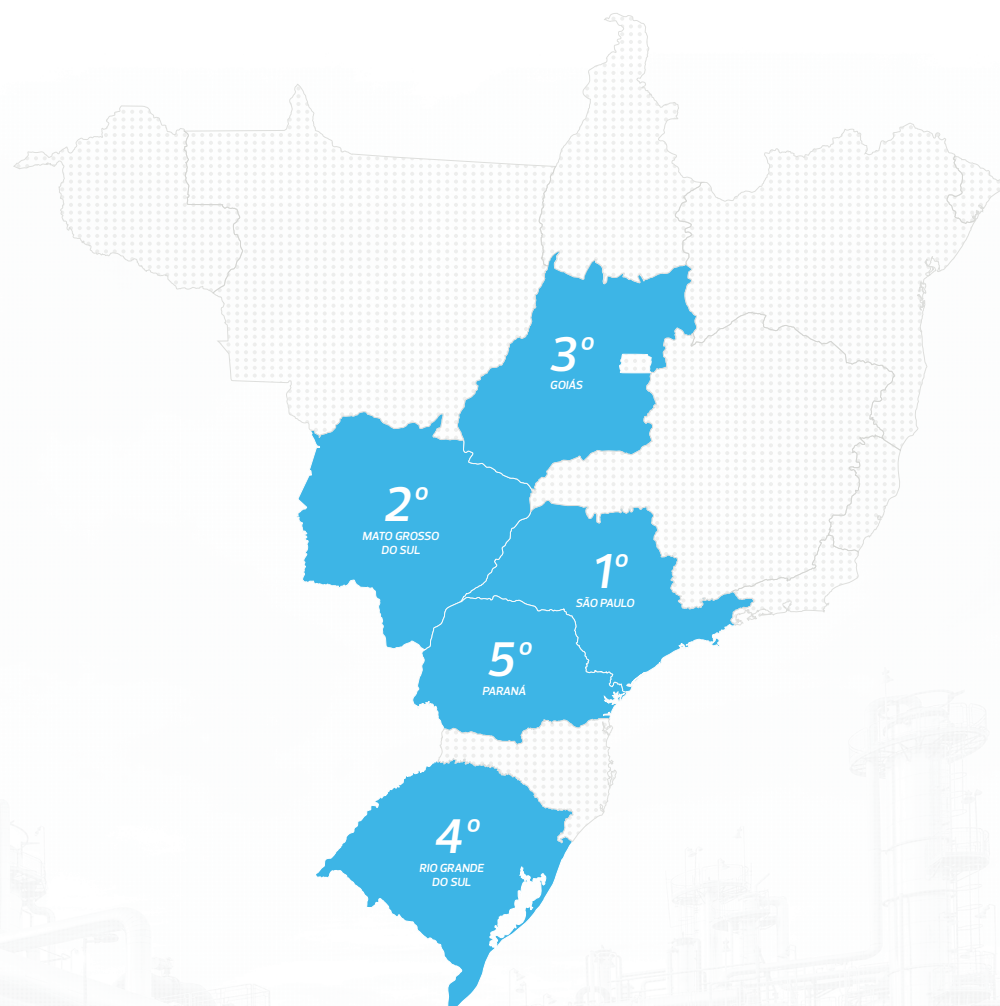 3º
GOIÁS
2º
MATO GROSSO
DO SUL
1º
SÃO PAULO
5º
PARANÁ
4º
RIO GRANDE
DO SUL